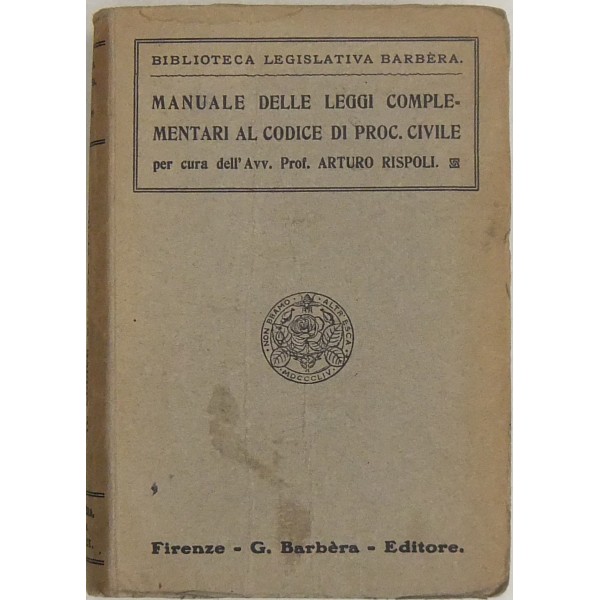 BIBLIOTECA LEGISLATIVA BARBÈRA.
MANUALE DELLE LEGGI COMPLE-
MENTARI AL CODICE DI PROC. CIVILE
per cura dell'Avv. Prof. ARTURO RISPOLI.
· NON BRAMO · ALTR'ESCA ·
MDCCCLIV
Firenze - G. Barbèra - Editore.